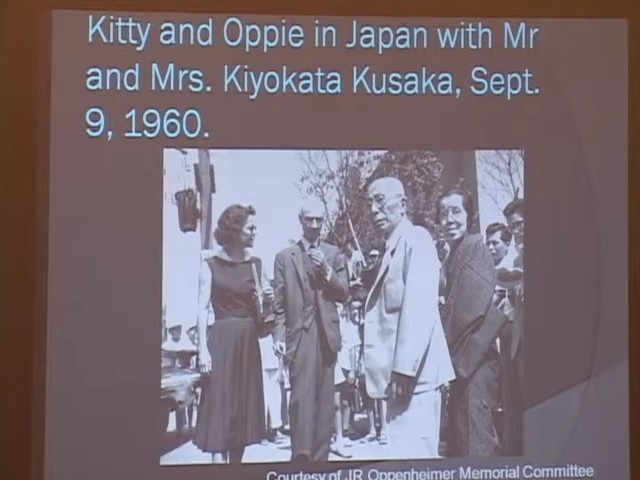 Kitty and Oppie in Japan with Mr
and Mrs. Kiyokata Kusaka, Sept.
9, 1960.
Courtesy of JR Oppenheimer Memorial Committee